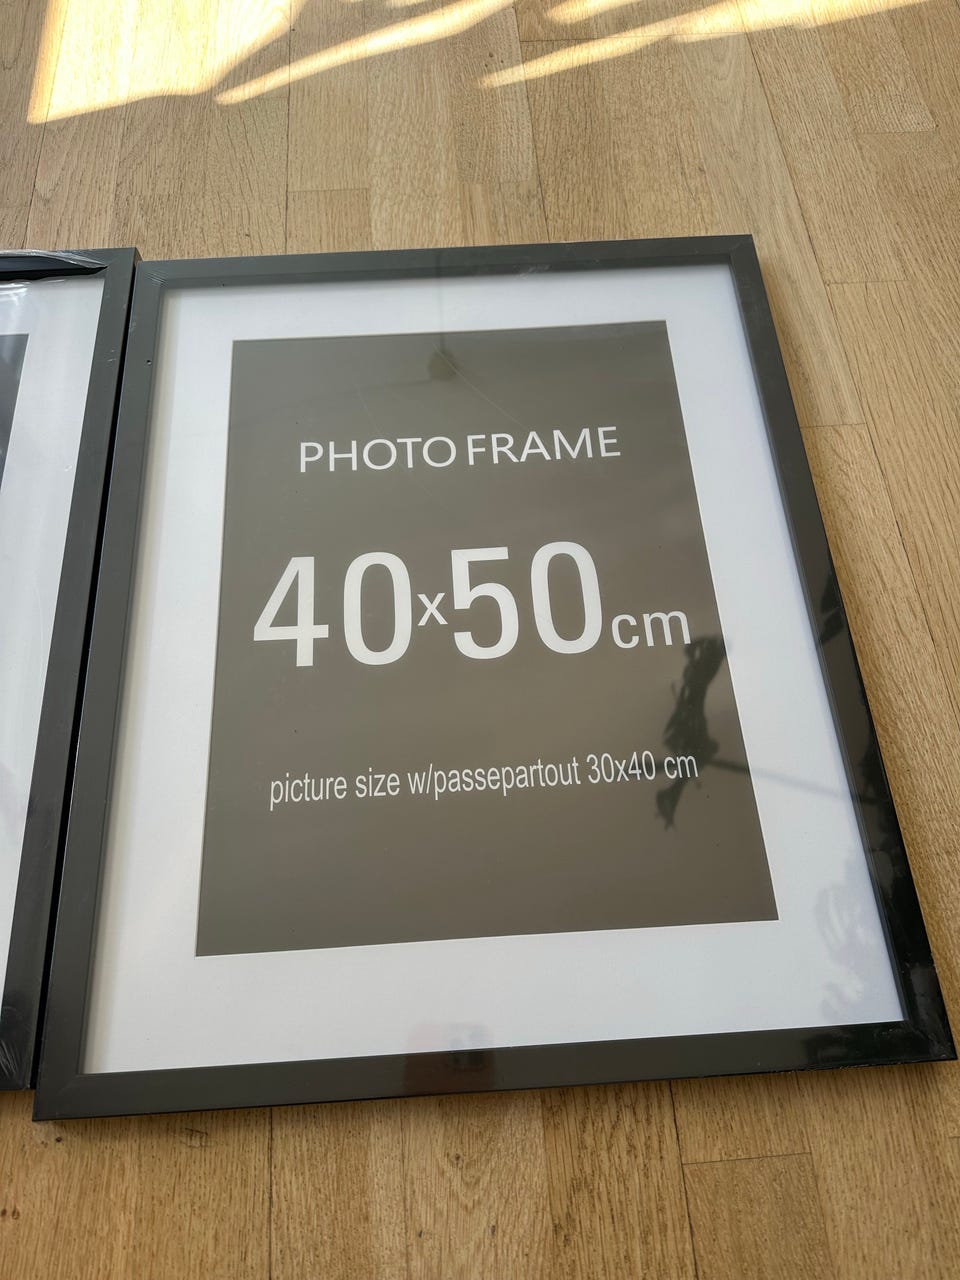 PHOTO FRAME
40x50cm
picture size w/passepartout 30x40 cm